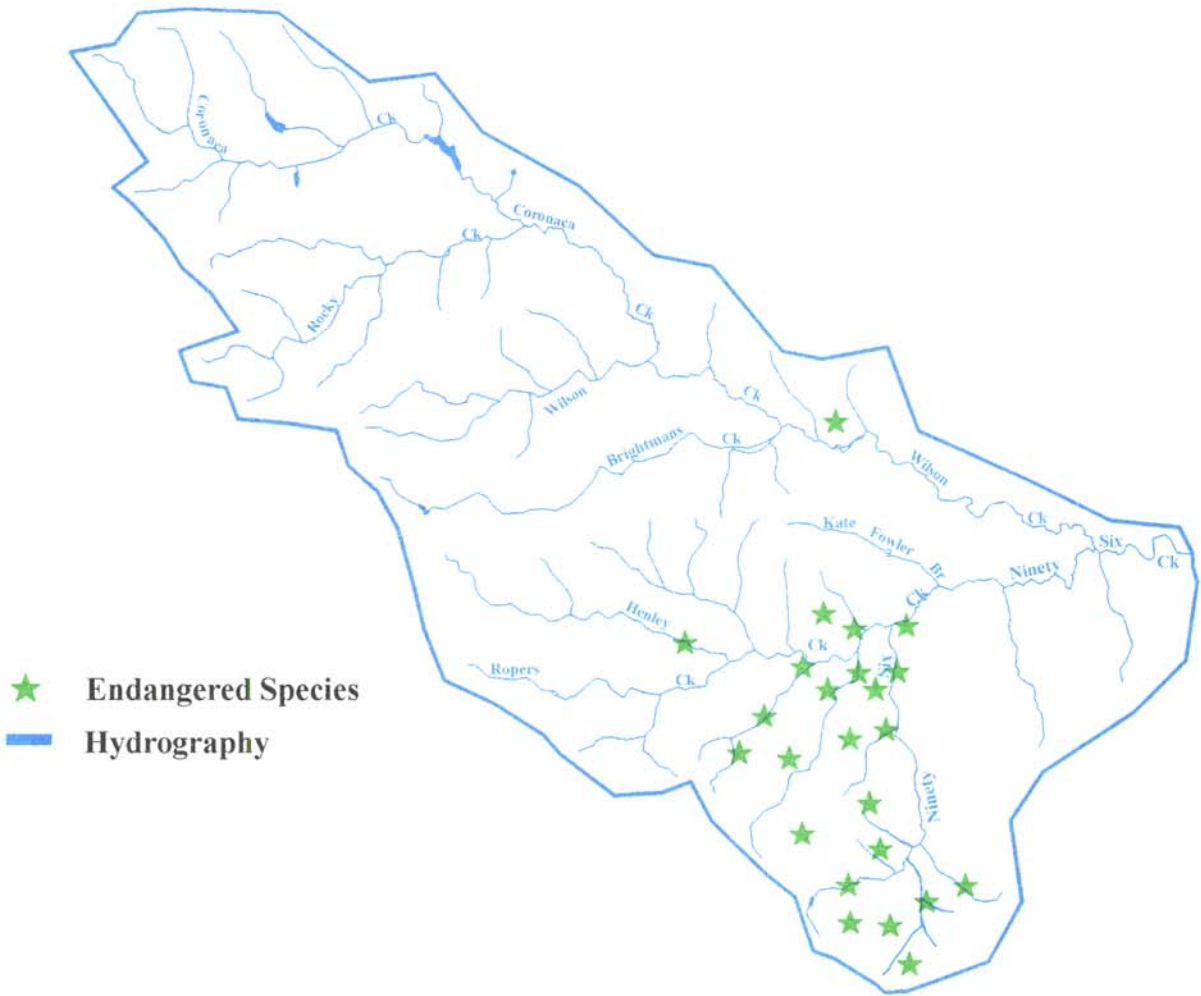 Coronaca
Ck
Coronaca
Ck
Ck
Rocky
Wilson
Ck
Brightmans
Ck
Wilson
Ck
Six
Ck
Kate Fowler Br
Ninety
Ck
Henley
Ck
Six
Ropers
Ck
Ninety
Endangered Species
Hydrography